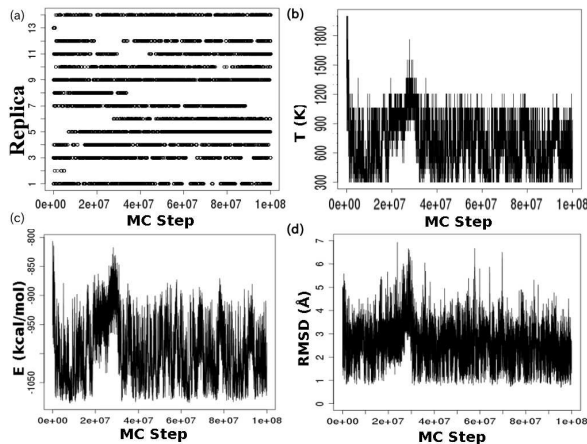 (a)
Replica
1 3 5 7 9 11 13
0e+00 2e+07 4e+07 6e+07 8e+07 1e+08
MC Step
(b)
T (K)
300 600 900 1200 1500 1800
0e+00 2e+07 4e+07 6e+07 8e+07 1e+08
MC Step
(c)
E (kcal/mol)
-1050 -950 -900 -850 -800
0e+00 2e+07 4e+07 6e+07 8e+07 1e+08
MC Step
(d)
RMSD (Å)
0 1 2 3 4 5 6 7
0e+00 2e+07 4e+07 6e+07 8e+07 1e+08
MC Step